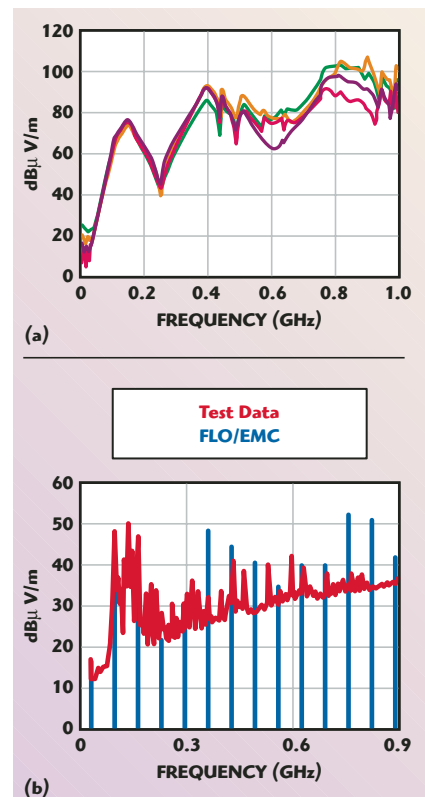 120
100
80
60
40
20
0
dBµ V/m
0 0.2 0.4 0.6 0.8 1.0
FREQUENCY (GHz)
(a)
Test Data
FLO/EMC
60
50
40
30
20
10
0
dBµ V/m
0 0.3 0.6 0.9
FREQUENCY (GHz)
(b)